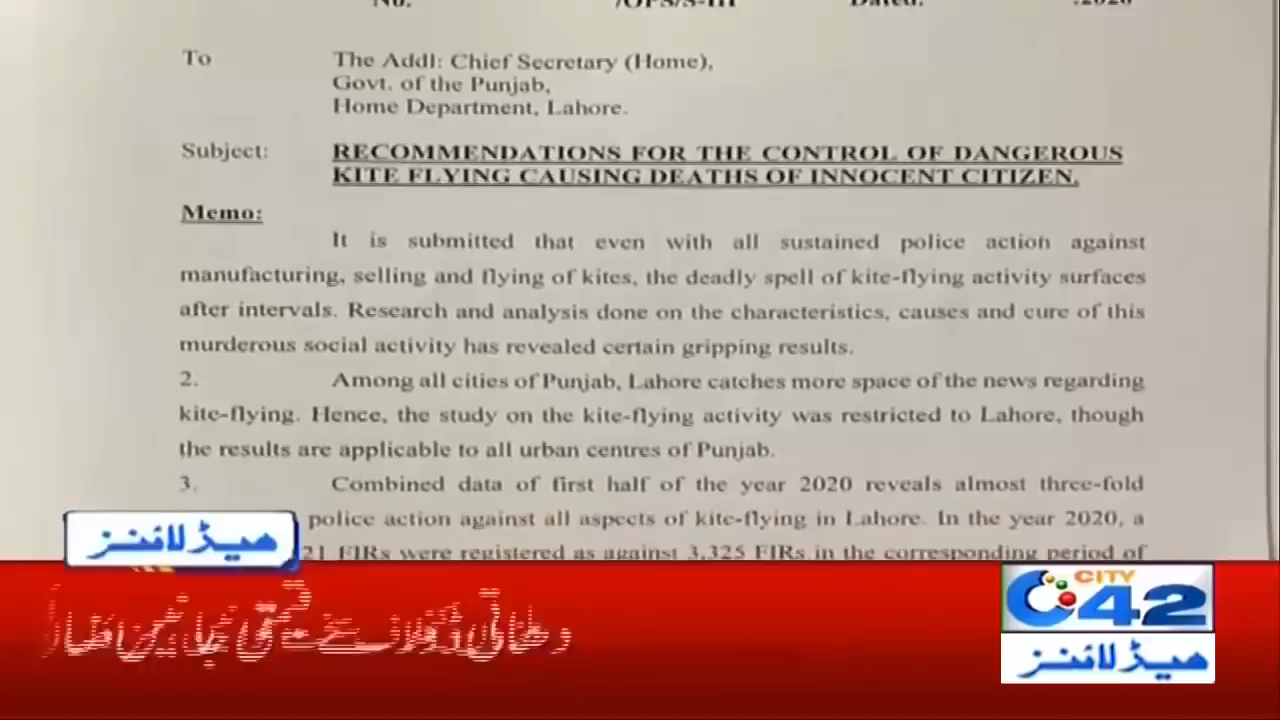 No. /OPS/S-III Dated: .2020
To The Addl: Chief Secretary (Home),
Govt. of the Punjab,
Home Department, Lahore.
Subject: RECOMMENDATIONS FOR THE CONTROL OF DANGEROUS
KITE FLYING CAUSING DEATHS OF INNOCENT CITIZEN.
Memo:
It is submitted that even with all sustained police action against
manufacturing, selling and flying of kites, the deadly spell of kite-flying activity surfaces
after intervals. Research and analysis done on the characteristics, causes and cure of this
murderous social activity has revealed certain gripping results.
2. Among all cities of Punjab, Lahore catches more space of the news regarding
kite-flying. Hence, the study on the kite-flying activity was restricted to Lahore, though
the results are applicable to all urban centres of Punjab.
3. Combined data of first half of the year 2020 reveals almost three-fold
police action against all aspects of kite-flying in Lahore. In the year 2020, a
21 FIRs were registered as against 3,325 FIRs in the corresponding period of
ہیڈلائنز
CITY
42
ہیڈلائنز